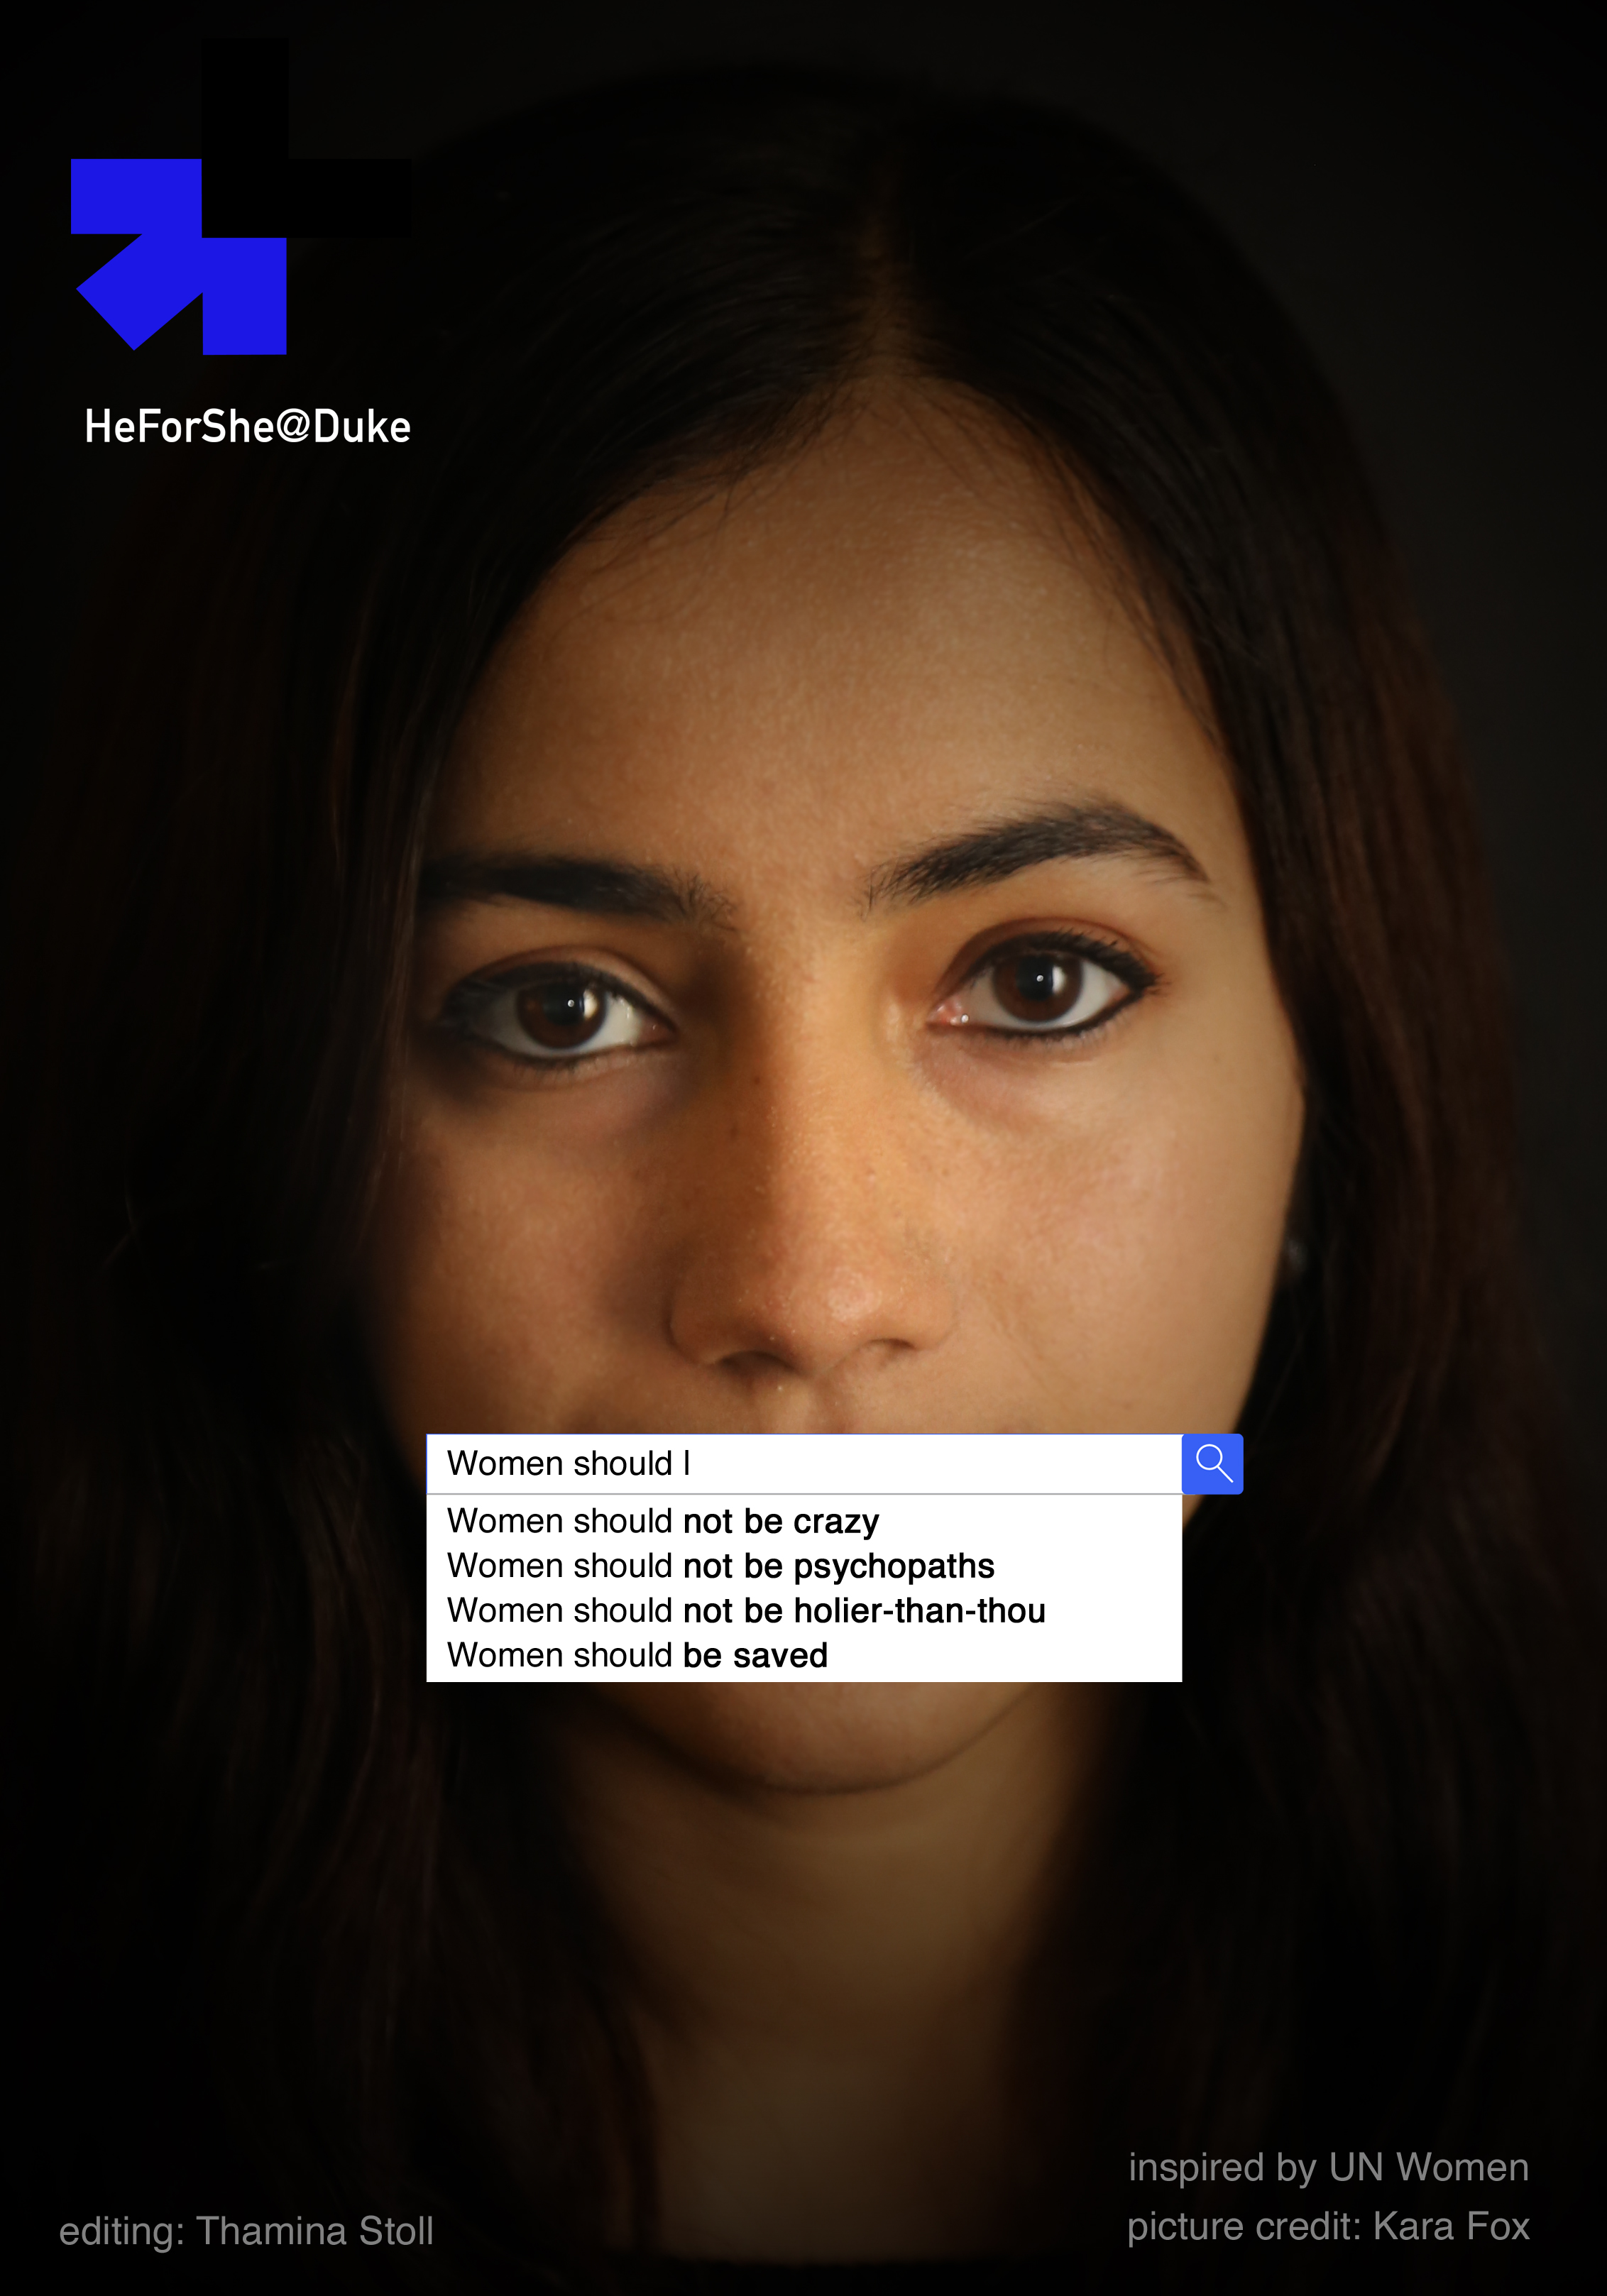 HeForShe@Duke
Women should
Women should not be crazy
Women should not be psychopaths
Women should not be holier-than-thou
Women should be saved
inspired by UN Women
editing: Thamina Stoll
picture credit: Kara Fox